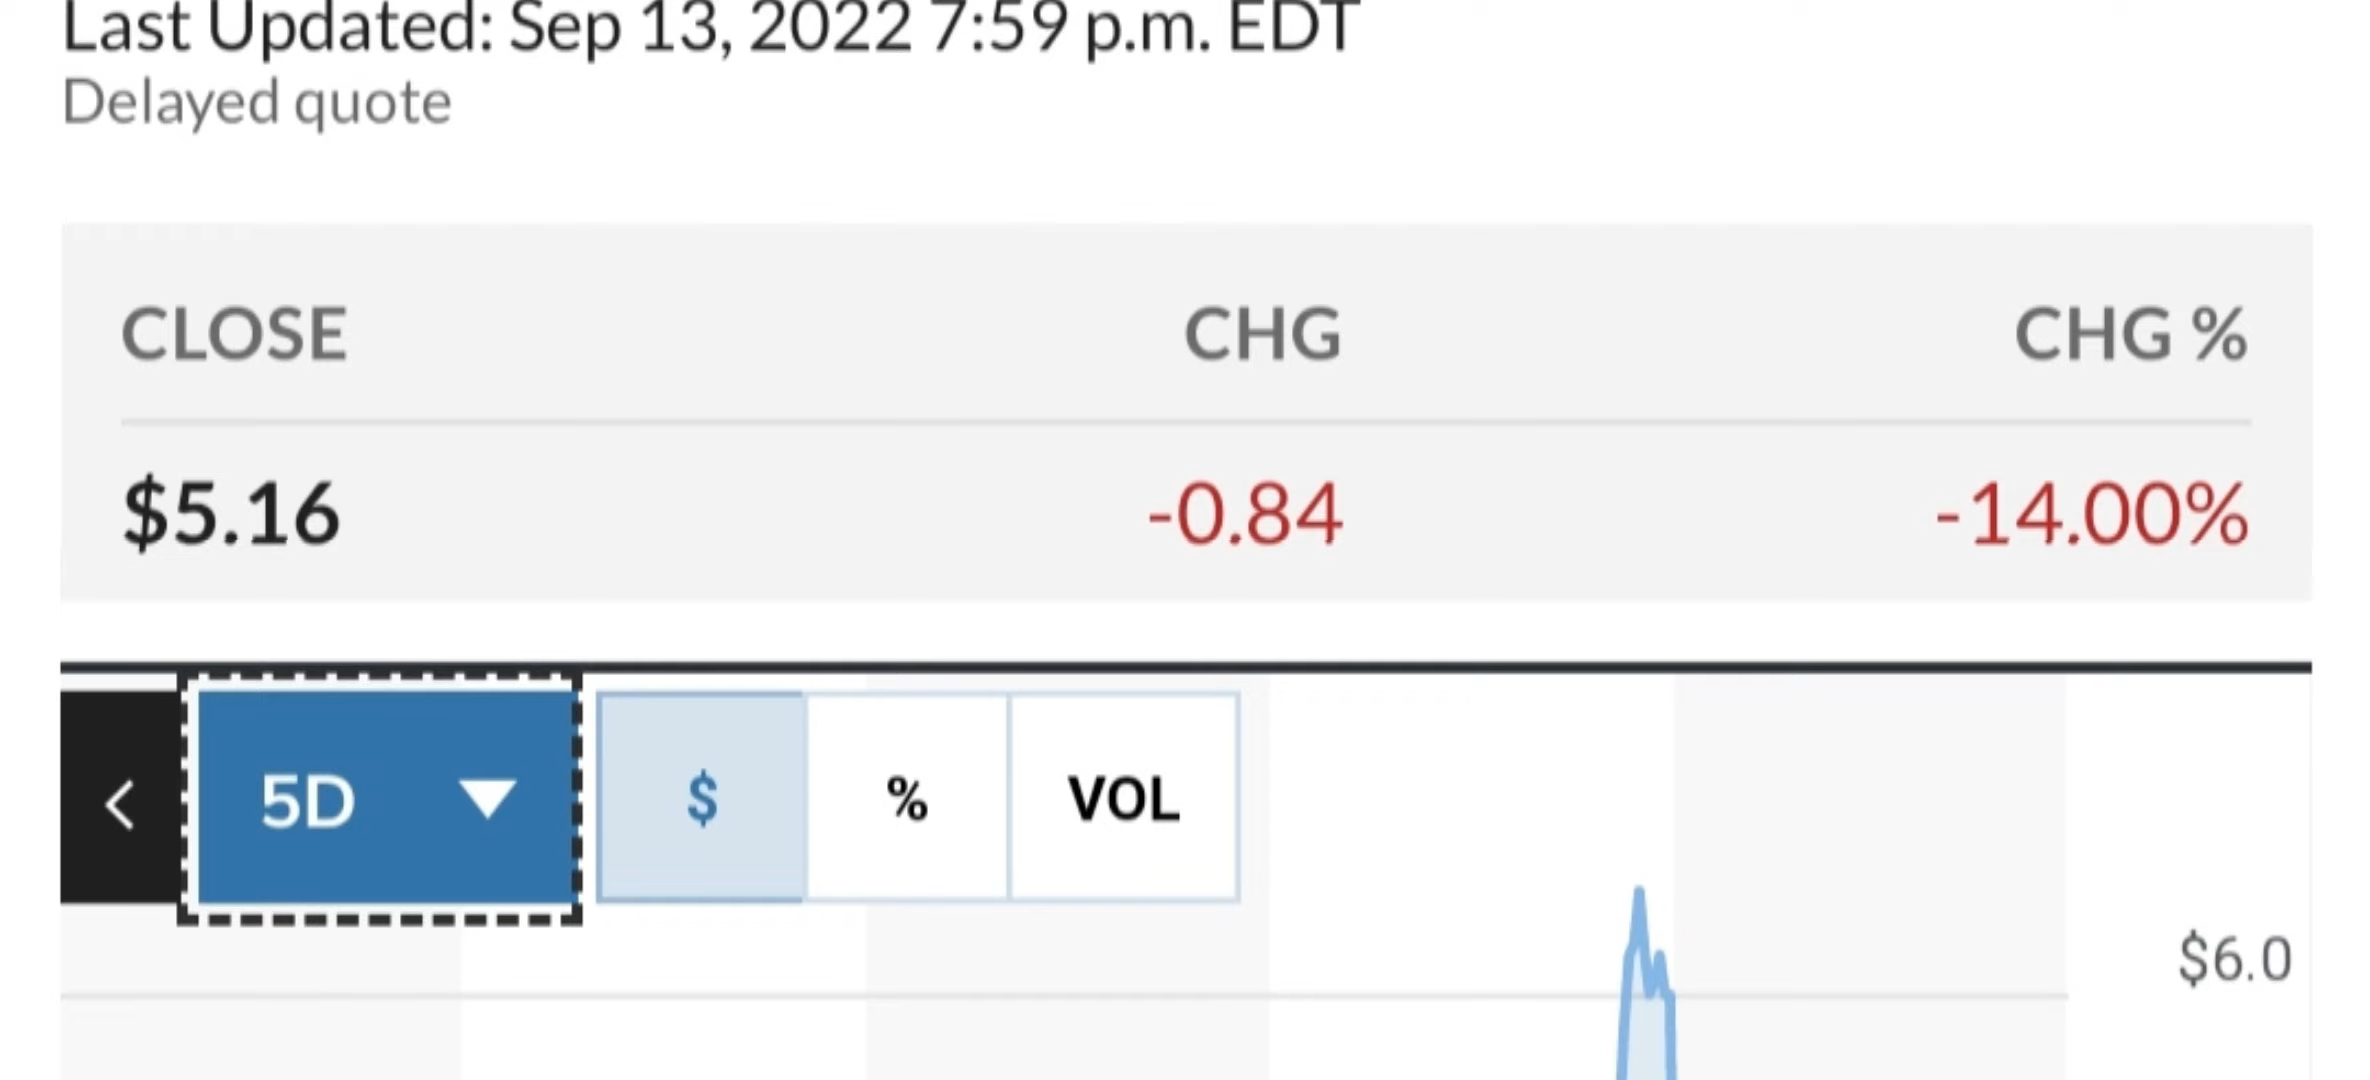 Last Updated: Sep 13, 2022 7:59 p.m. EDT
Delayed quote
CLOSE CHG CHG %
$5.16 -0.84 -14.00%
< 5D $ % VOL
$6.0